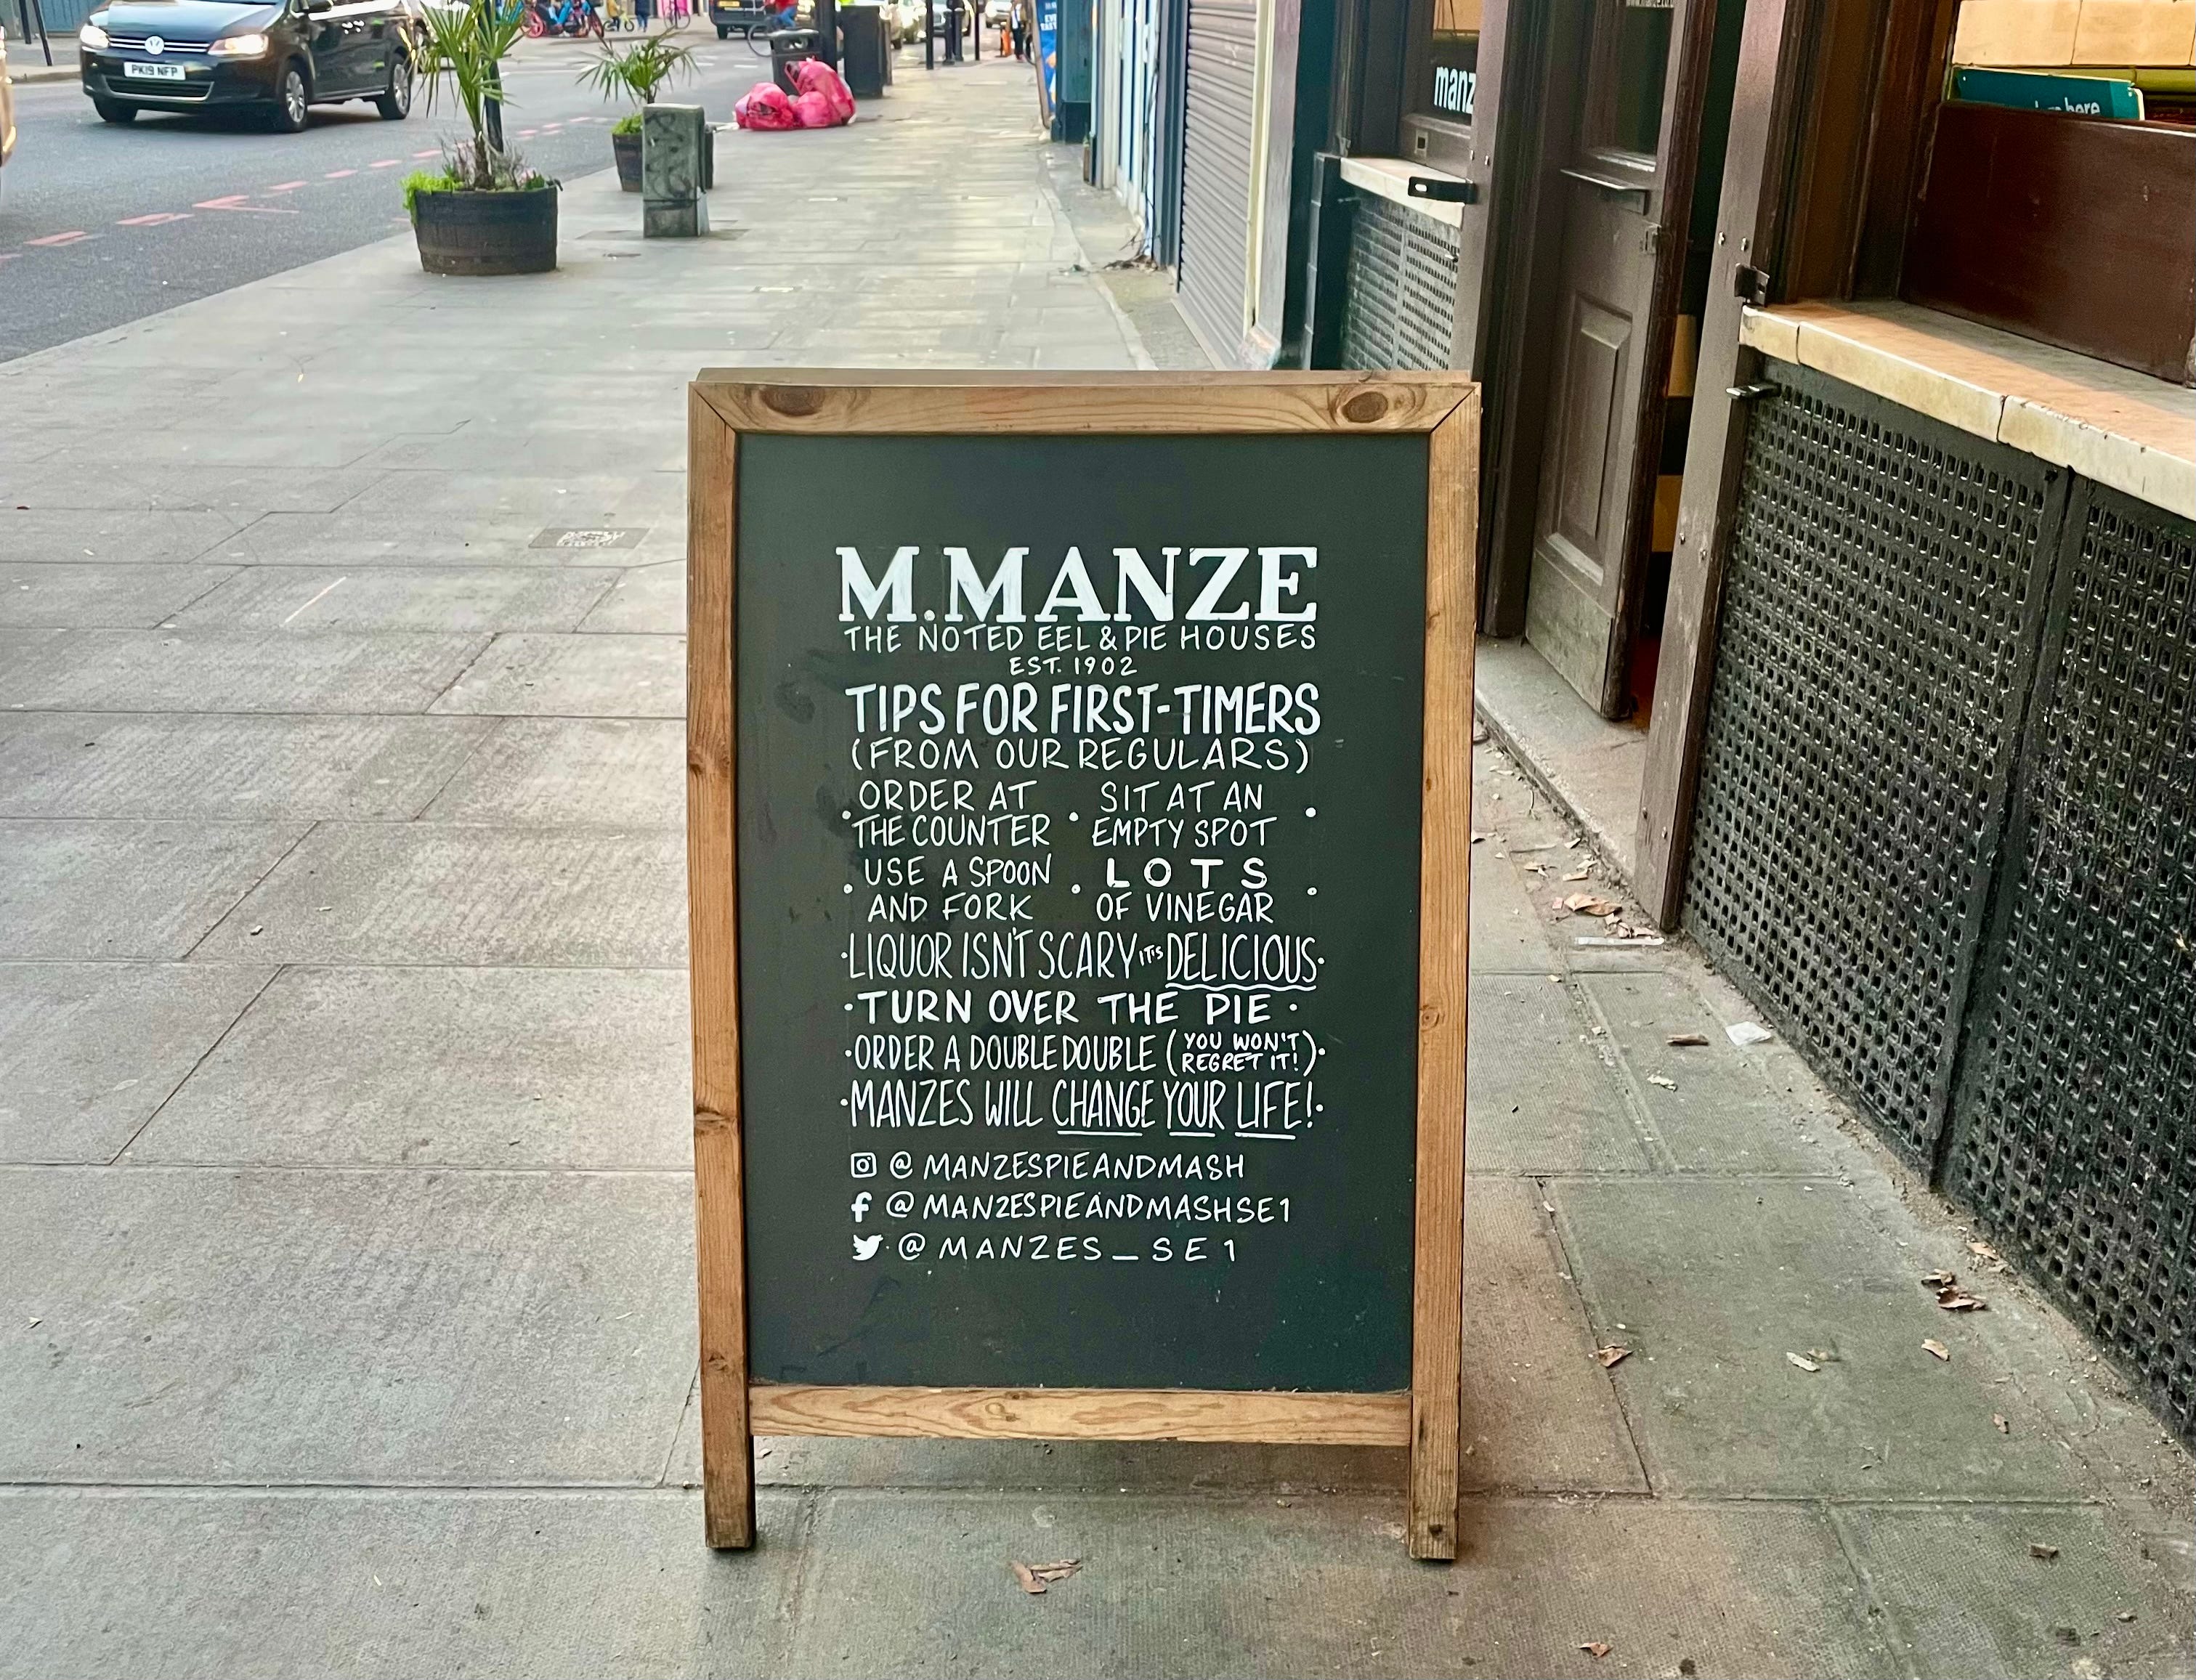 PK19 NFP
manz
M.MANZE
THE NOTED EEL & PIE HOUSES
EST. 1902
TIPS FOR FIRST-TIMERS
(FROM OUR REGULARS)
• ORDER AT • SIT AT AN •
THE COUNTER EMPTY SPOT
• USE A SPOON • LOTS •
AND FORK OF VINEGAR
•LIQUOR ISN'T SCARY IT'S DELICIOUS•
•TURN OVER THE PIE•
•ORDER A DOUBLE DOUBLE (YOU WON'T
REGRET IT!)•
•MANZES WILL CHANGE YOUR LIFE!•
@MANZESPIEANDMASH
@MANZESPIEANDMASHSE1
@MANZES_SE1